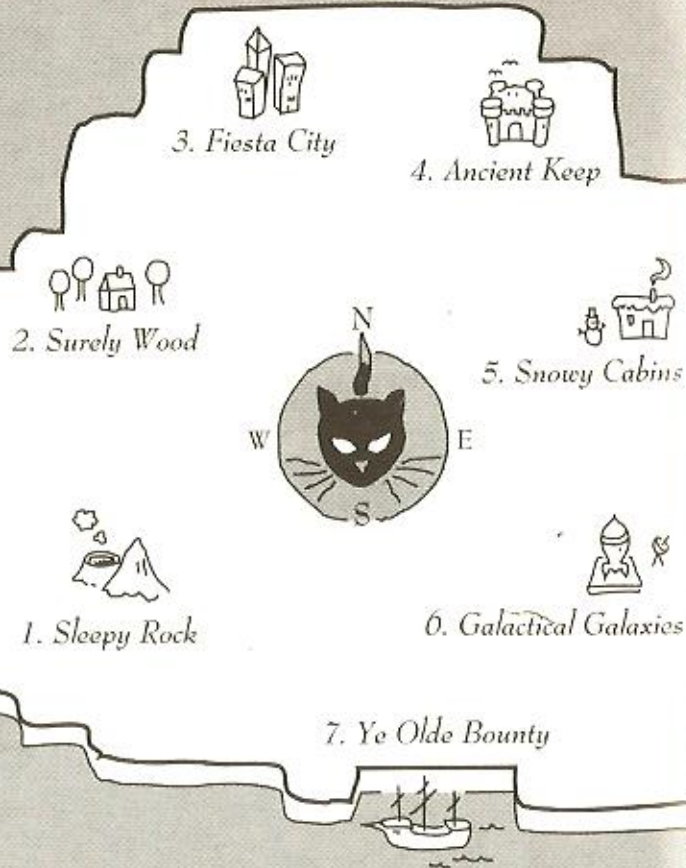 3. Fiesta City
4. Ancient Keep
2. Surely Wood
N
5. Snowy Cabins
W
E
S
1. Sleepy Rock
6. Galactical Galaxies
7. Ye Olde Bounty